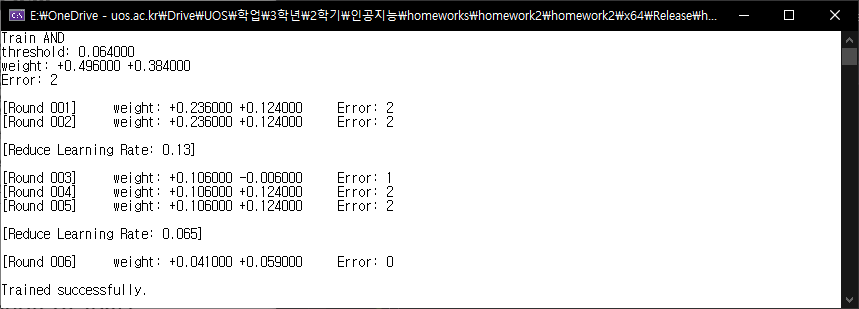 E:₩OneDrive - uos.ac.kr₩Drive₩UOS₩학업₩3학년₩2학기₩인공지능₩homeworks₩homework2₩homework2₩x64₩Release₩h...
Train AND
threshold: 0.064000
weight: +0.496000 +0.384000
Error: 2
[Round 001] weight: +0.236000 +0.124000 Error: 2
[Round 002] weight: +0.236000 +0.124000 Error: 2
[Reduce Learning Rate: 0.13]
[Round 003] weight: +0.106000 -0.006000 Error: 1
[Round 004] weight: +0.106000 +0.124000 Error: 2
[Round 005] weight: +0.106000 +0.124000 Error: 2
[Reduce Learning Rate: 0.065]
[Round 006] weight: +0.041000 +0.059000 Error: 0
Trained successfully.